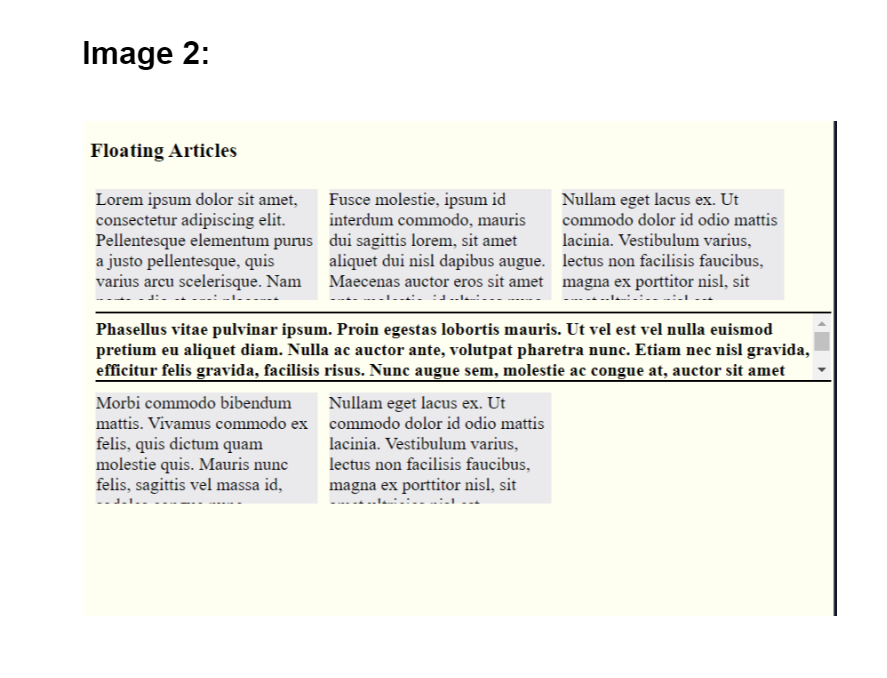 Image 2:
Floating Articles
Lorem ipsum dolor sit amet,
consectetur adipiscing elit.
Pellentesque elementum purus
a justo pellentesque, quis
varius arcu scelerisque. Nam
Fusce molestie, ipsum id
interdum commodo, mauris
dui sagittis lorem, sit amet
aliquet dui nisl dapibus augue.
Maecenas auctor eros sit amet
Nullam eget lacus ex. Ut
commodo dolor id odio mattis
lacinia. Vestibulum varius,
lectus non facilisis faucibus,
magna ex porttitor nisl, sit
Phasellus vitae pulvinar ipsum. Proin egestas lobortis mauris. Ut vel est vel nulla euismod
pretium eu aliquet diam. Nulla ac auctor ante, volutpat pharetra nunc. Etiam nec nisl gravida,
efficitur felis gravida, facilisis risus. Nunc augue sem, molestie ac congue at, auctor sit amet
Morbi commodo bibendum
mattis. Vivamus commodo ex
felis, quis dictum quam
molestie quis. Mauris nunc
felis, sagittis vel massa id,
Nullam eget lacus ex. Ut
commodo dolor id odio mattis
lacinia. Vestibulum varius,
lectus non facilisis faucibus,
magna ex porttitor nisl, sit